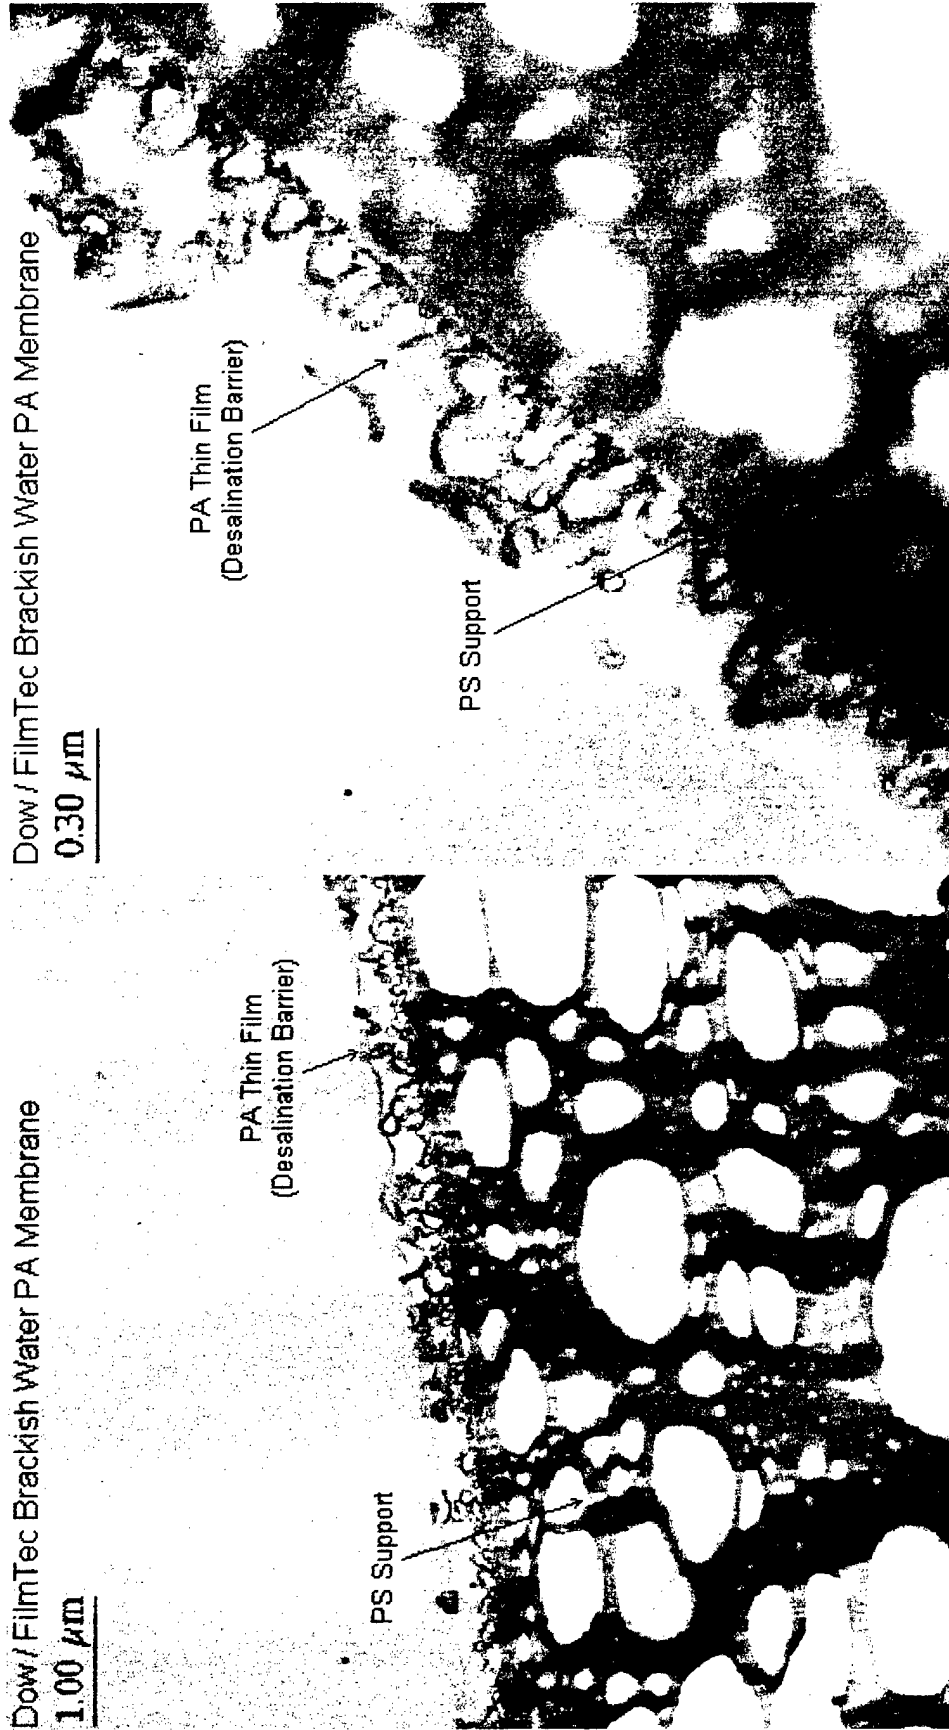 Dow / FilmTec Brackish Water PA Membrane
1.00 μm
PA Thin Film
(Desalination Barrier)
PS Support
Dow / FilmTec Brackish Water PA Membrane
0.30 μm
PA Thin Film
(Desalination Barrier)
PS Support